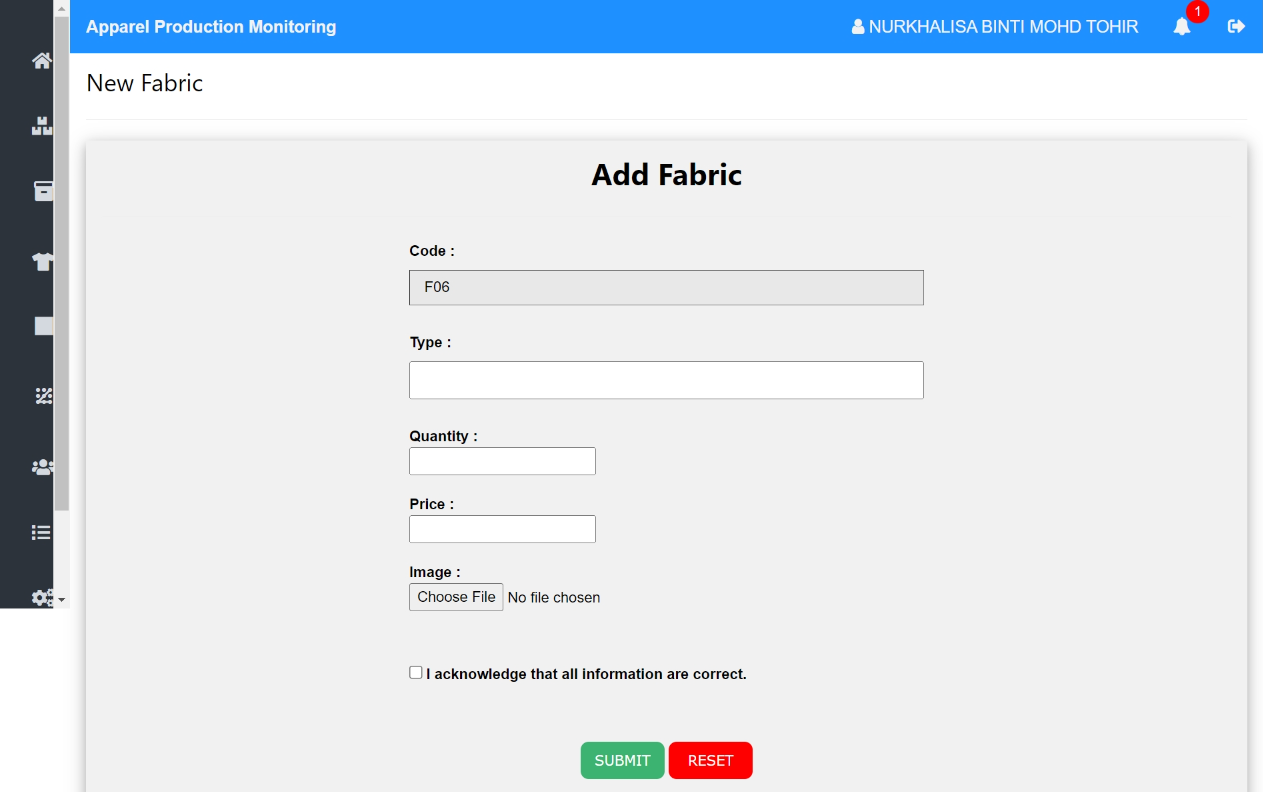 Apparel Production Monitoring
NURKHALISA BINTI MOHD TOHIR
1
New Fabric
Add Fabric
Code :
F06
Type :
Quantity :
Price :
Image :
Choose File No file chosen
I acknowledge that all information are correct.
SUBMIT RESET